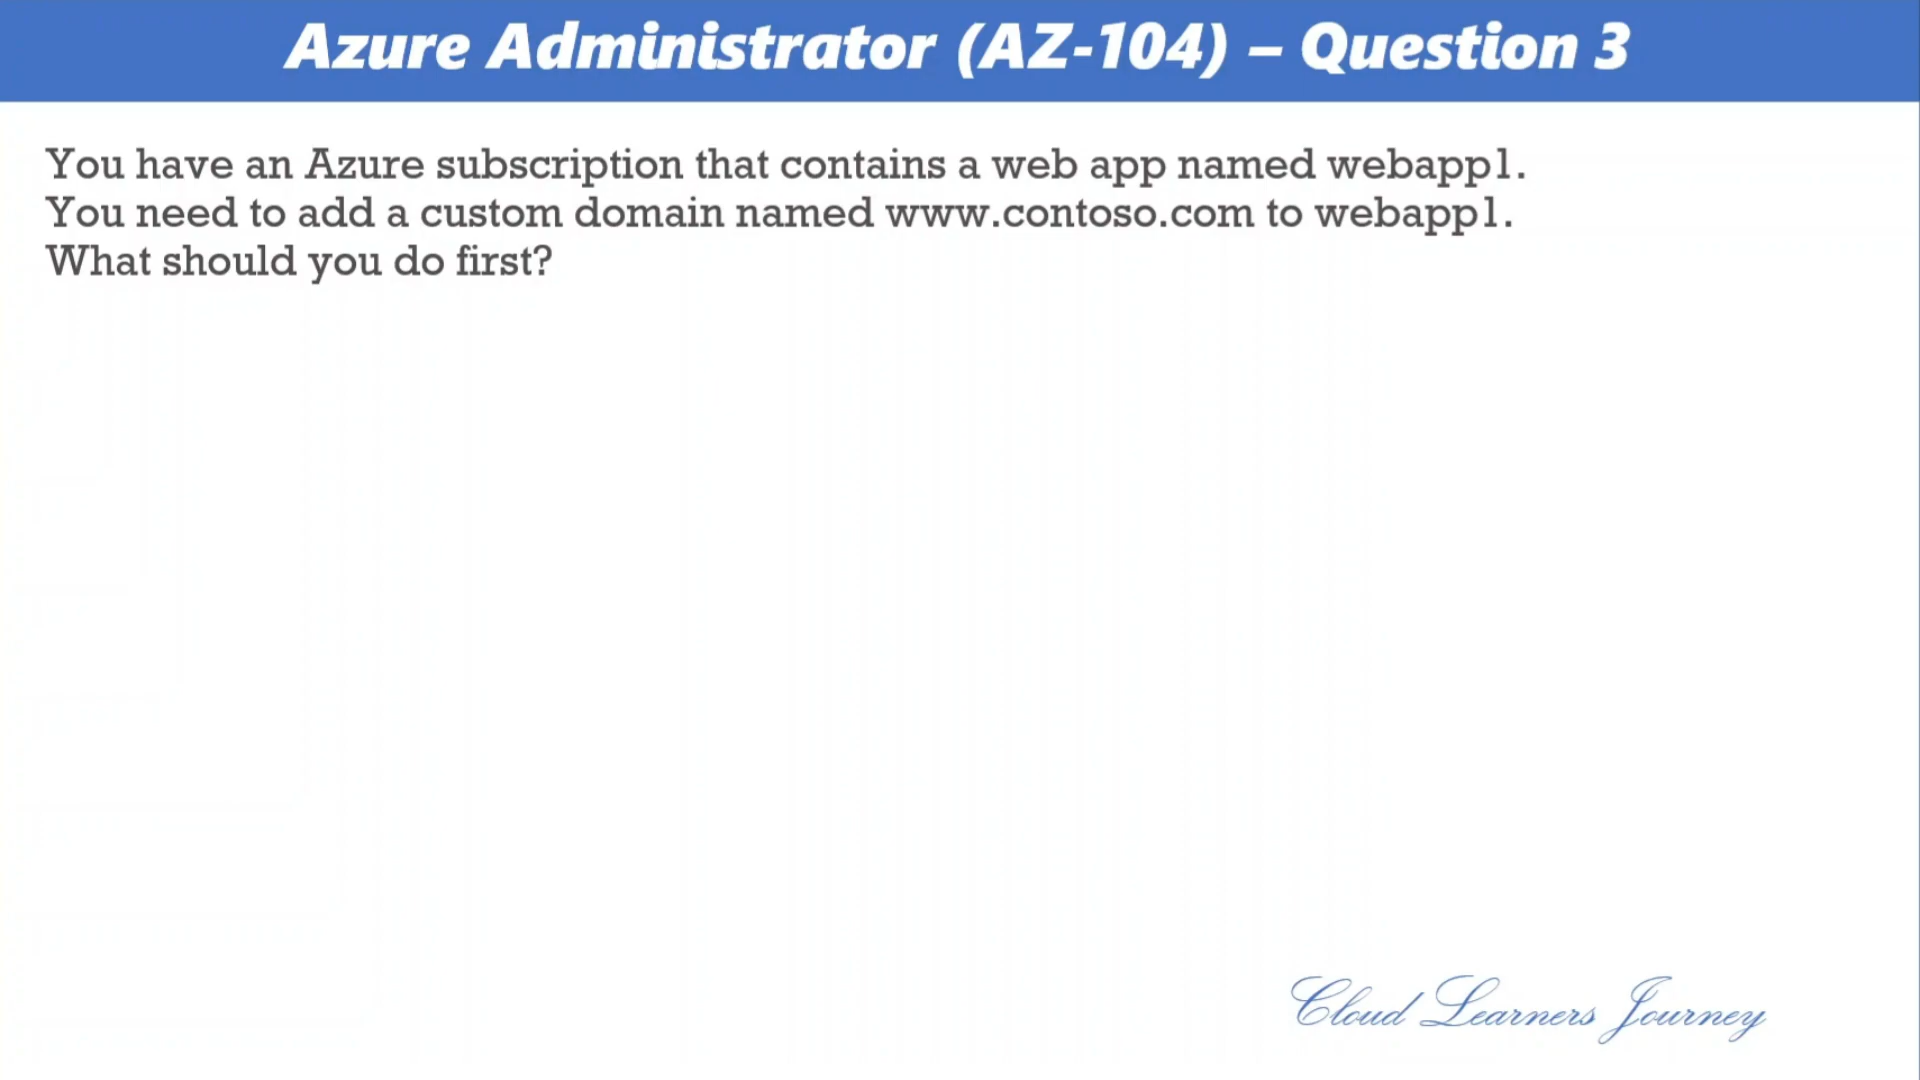 Azure Administrator (AZ-104) – Question 3
You have an Azure subscription that contains a web app named webapp1.
You need to add a custom domain named www.contoso.com to webapp1.
What should you do first?
Cloud Learners Journey